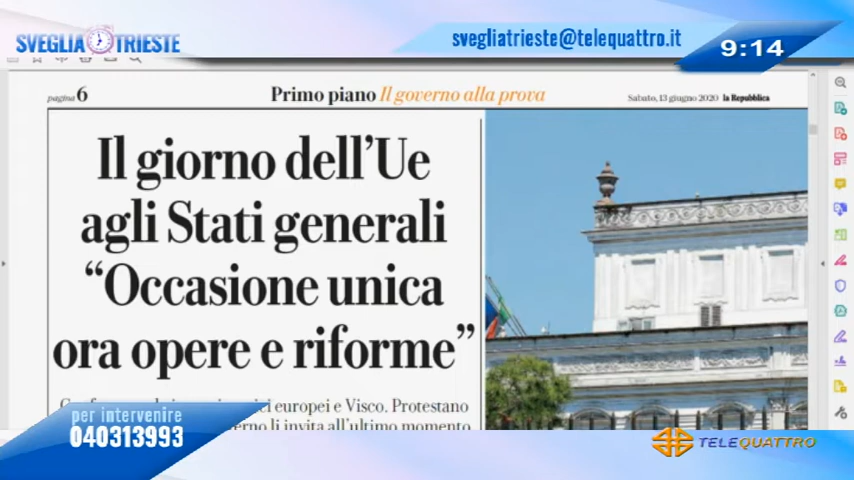 SVEGLIA TRIESTE
svegliatrieste@telequattro.it
9:14
pagina 6
Primo piano Il governo alla prova
Sabato, 13 giugno 2020 la Repubblica
Il giorno dell'Ue
agli Stati generali
“Occasione unica
ora opere e riforme”
europei e Visco. Protestano
li invita all'ultimo momento
per intervenire
040313993
TELEQUATTRO